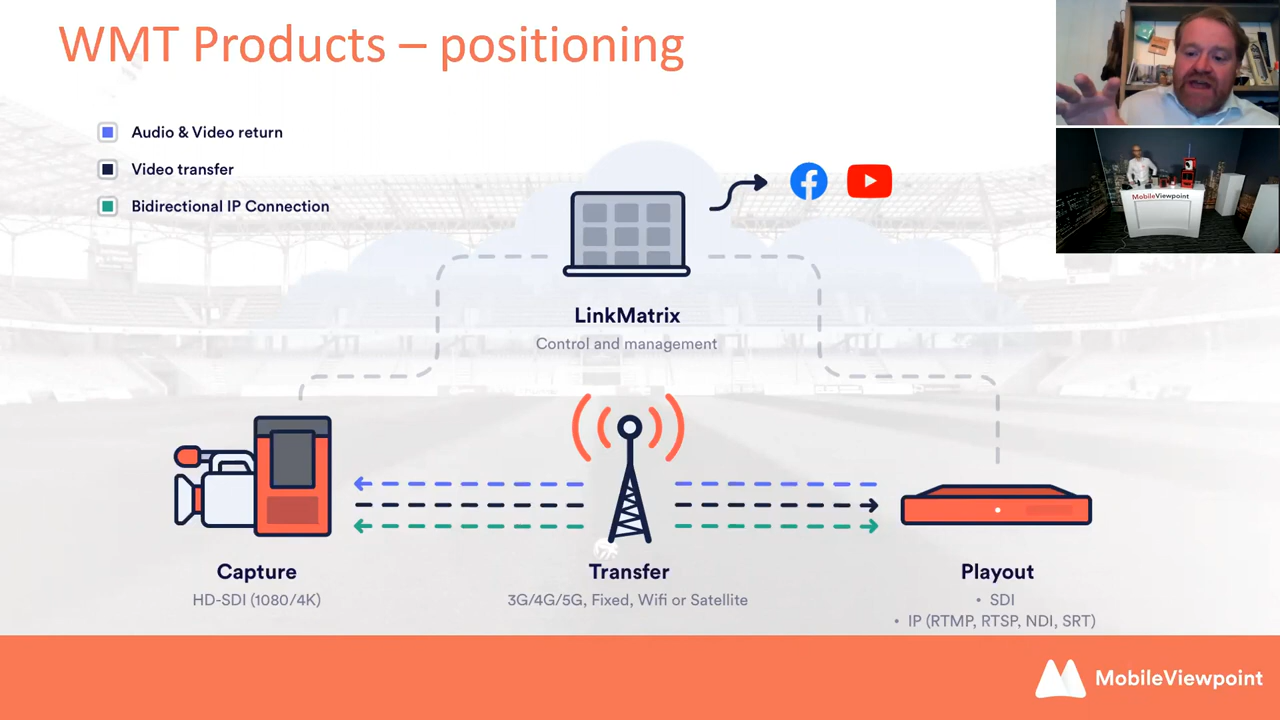 WMT Products – positioning
Audio & Video return
Video transfer
Bidirectional IP Connection
MobileViewpoint
LinkMatrix
Control and management
Capture
HD-SDI (1080/4K)
Transfer
3G/4G/5G, Fixed, Wifi or Satellite
Playout
• SDI
• IP (RTMP, RTSP, NDI, SRT)
MobileViewpoint